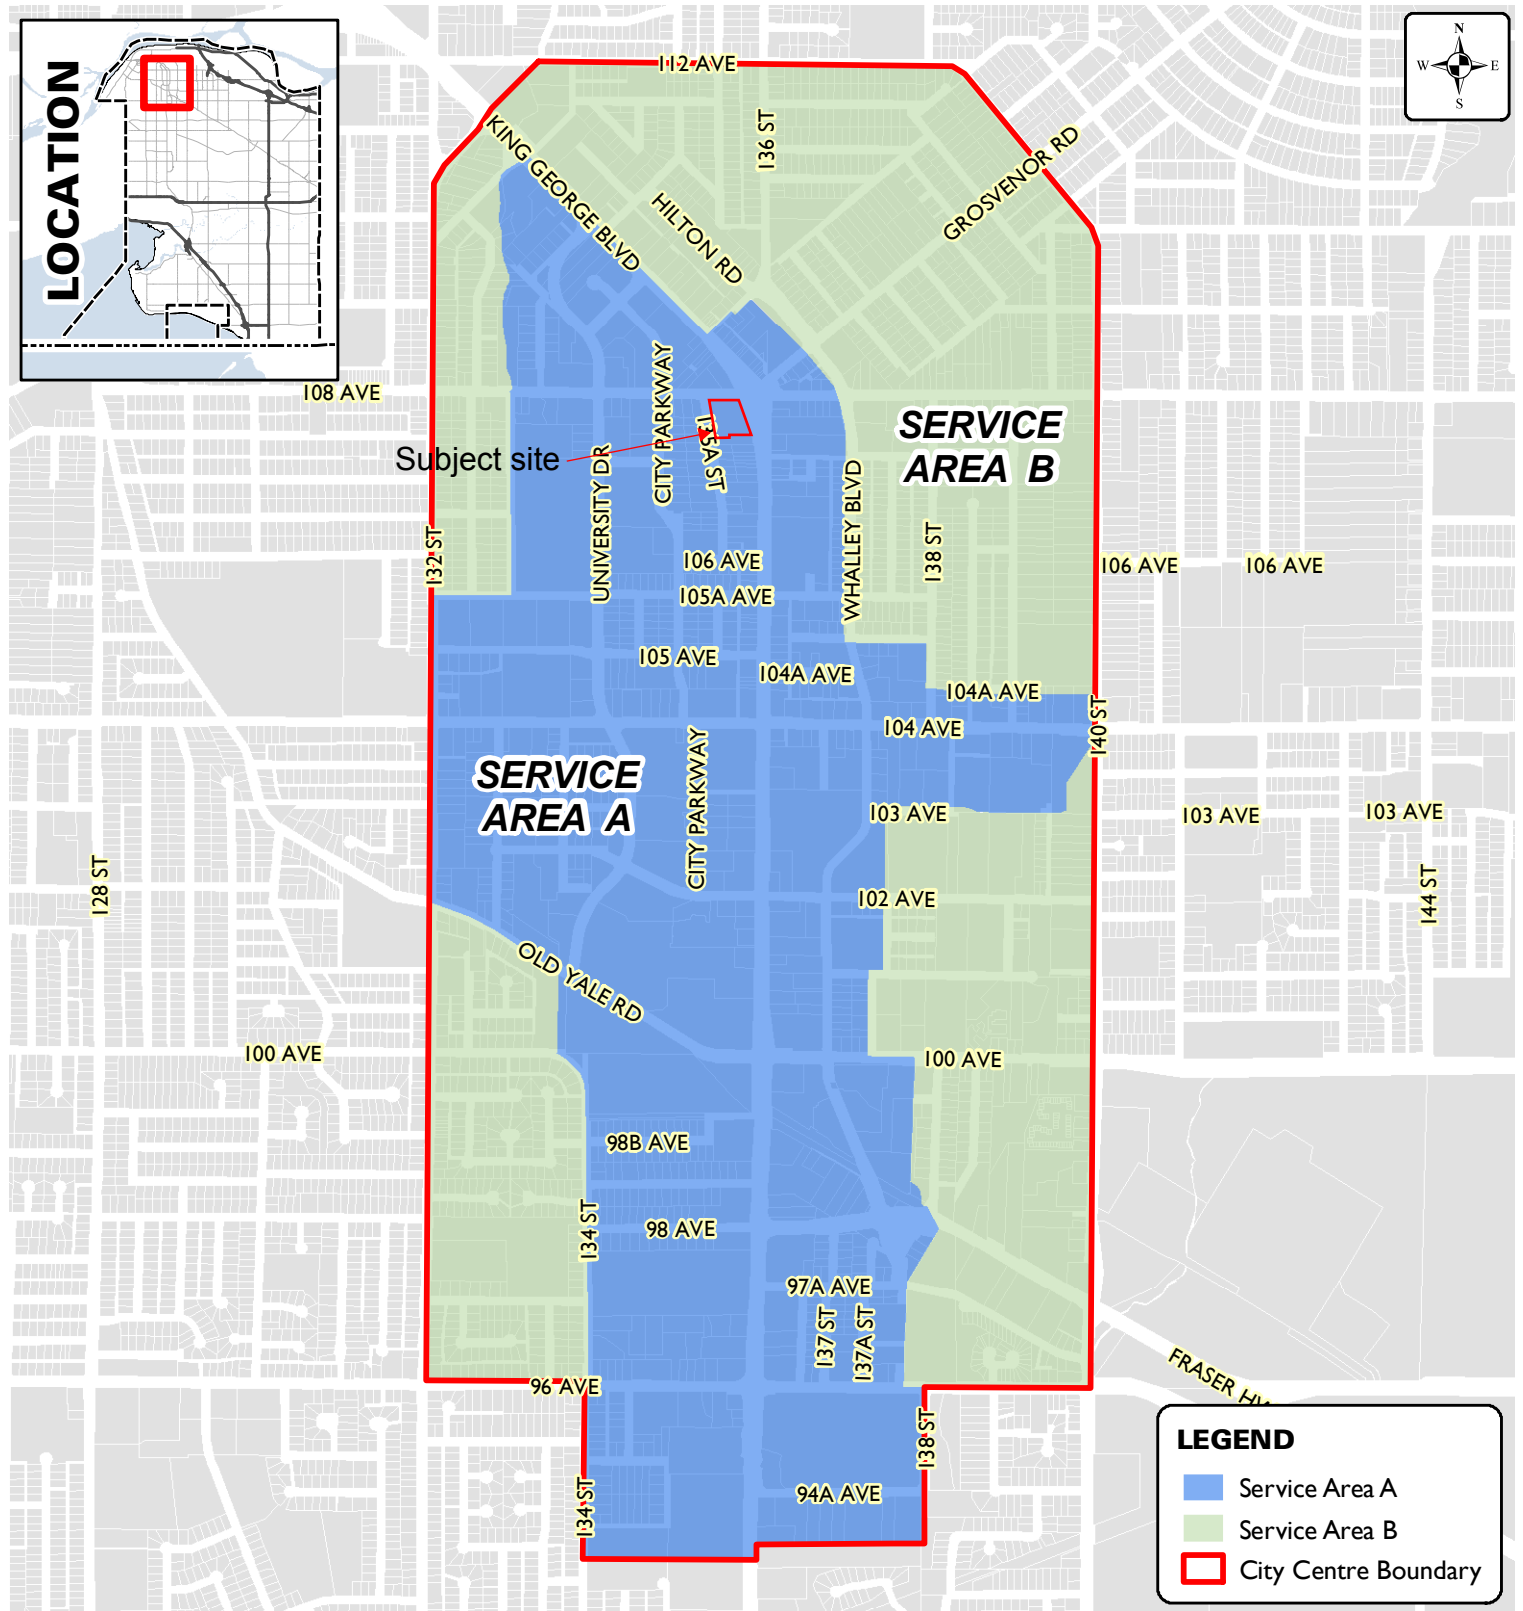 LOCATION
N
W
E
S
112 AVE
136 ST
KING GEORGE BLVD
HILTON RD
GROSVENOR RD
108 AVE
CITY PARKWAY
135A ST
Subject site
UNIVERSITY DR
WHALLEY BLVD
SERVICE
AREA B
132 ST
138 ST
106 AVE
106 AVE
106 AVE
105A AVE
105 AVE
104A AVE
104A AVE
104 AVE
140 ST
CITY PARKWAY
SERVICE
AREA A
103 AVE
103 AVE
103 AVE
128 ST
102 AVE
144 ST
OLD YALE RD
100 AVE
100 AVE
98B AVE
134 ST
98 AVE
97A AVE
137 ST
137A ST
FRASER
96 AVE
138 ST
134 ST
94A AVE
LEGEND
Service Area A
Service Area B
City Centre Boundary